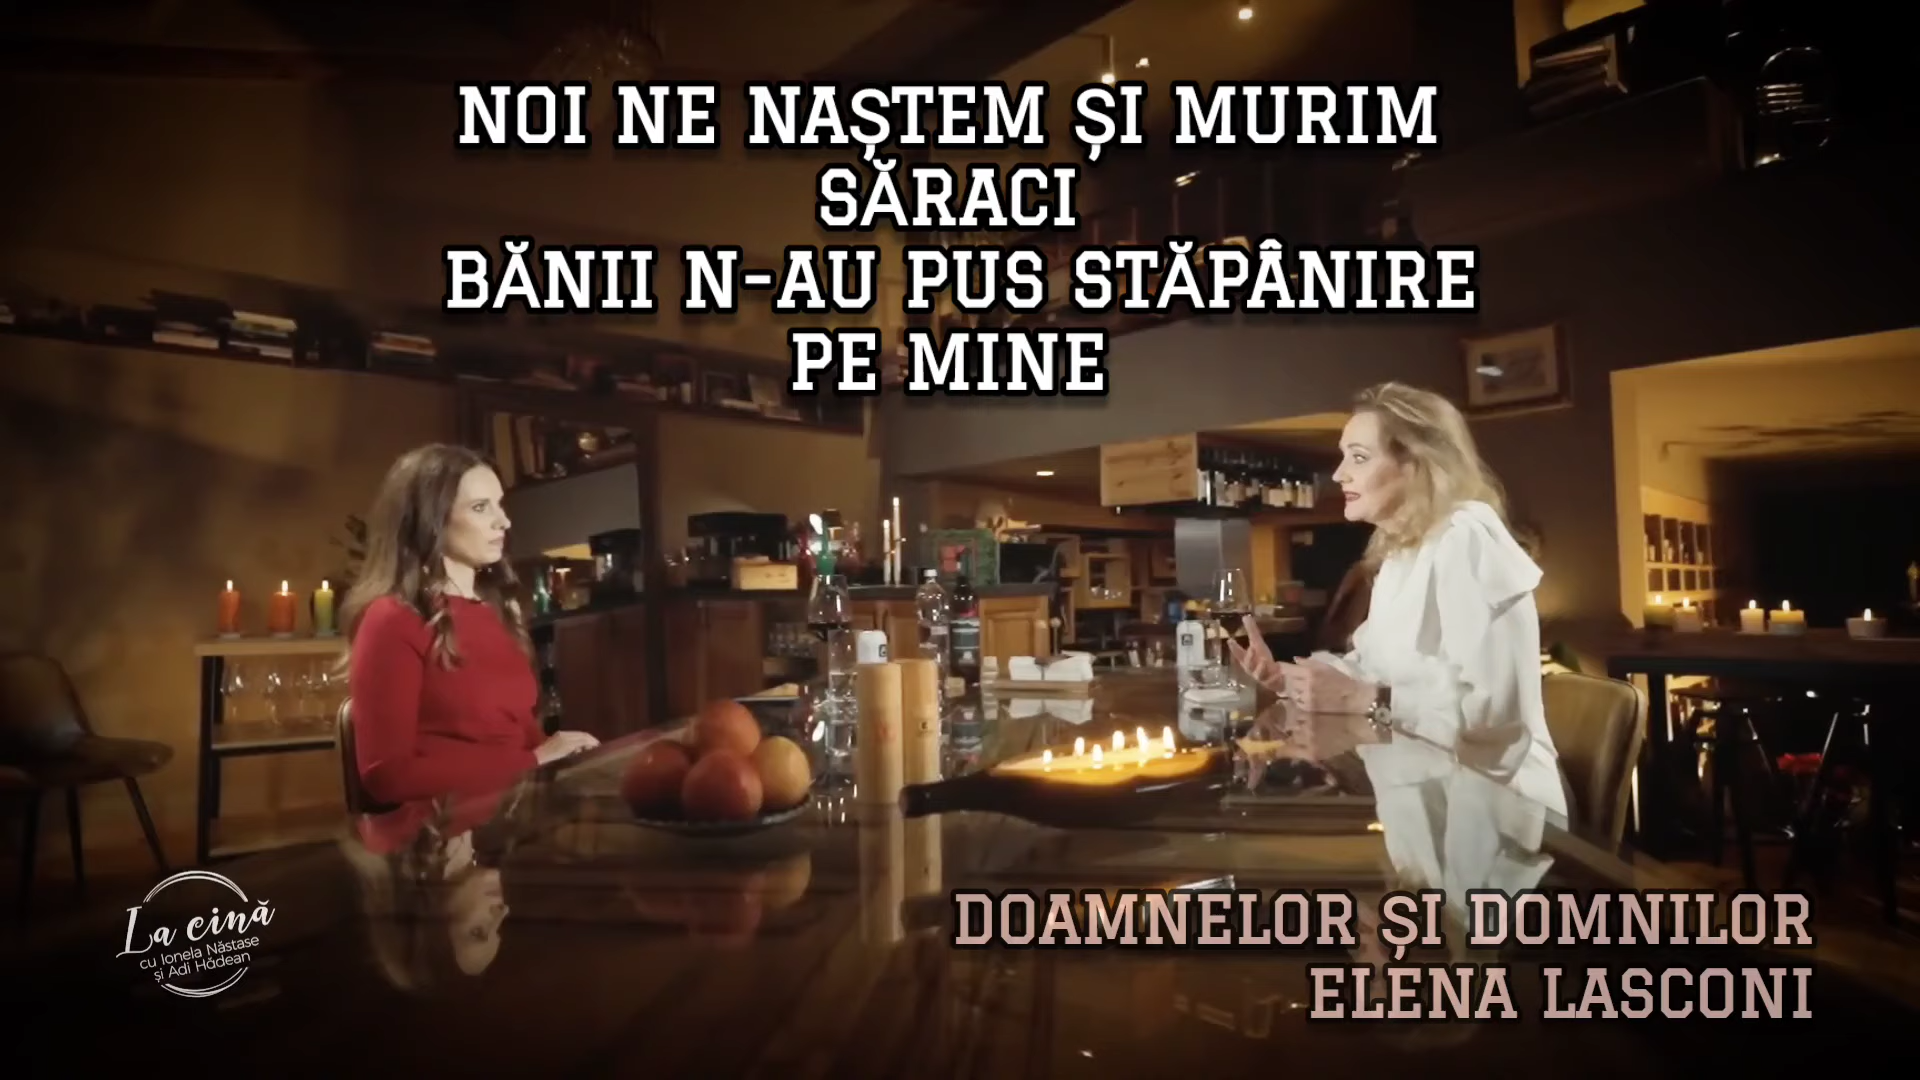 NOI NE NAȘTEM ȘI MURIM
SĂRACI
BĂNII N-AU PUS STĂPÂNIRE
PE MINE
La cină
cu Ionela Năstase
și Adi Hădean
DOAMNELOR ȘI DOMNILOR
ELENA LASCONI